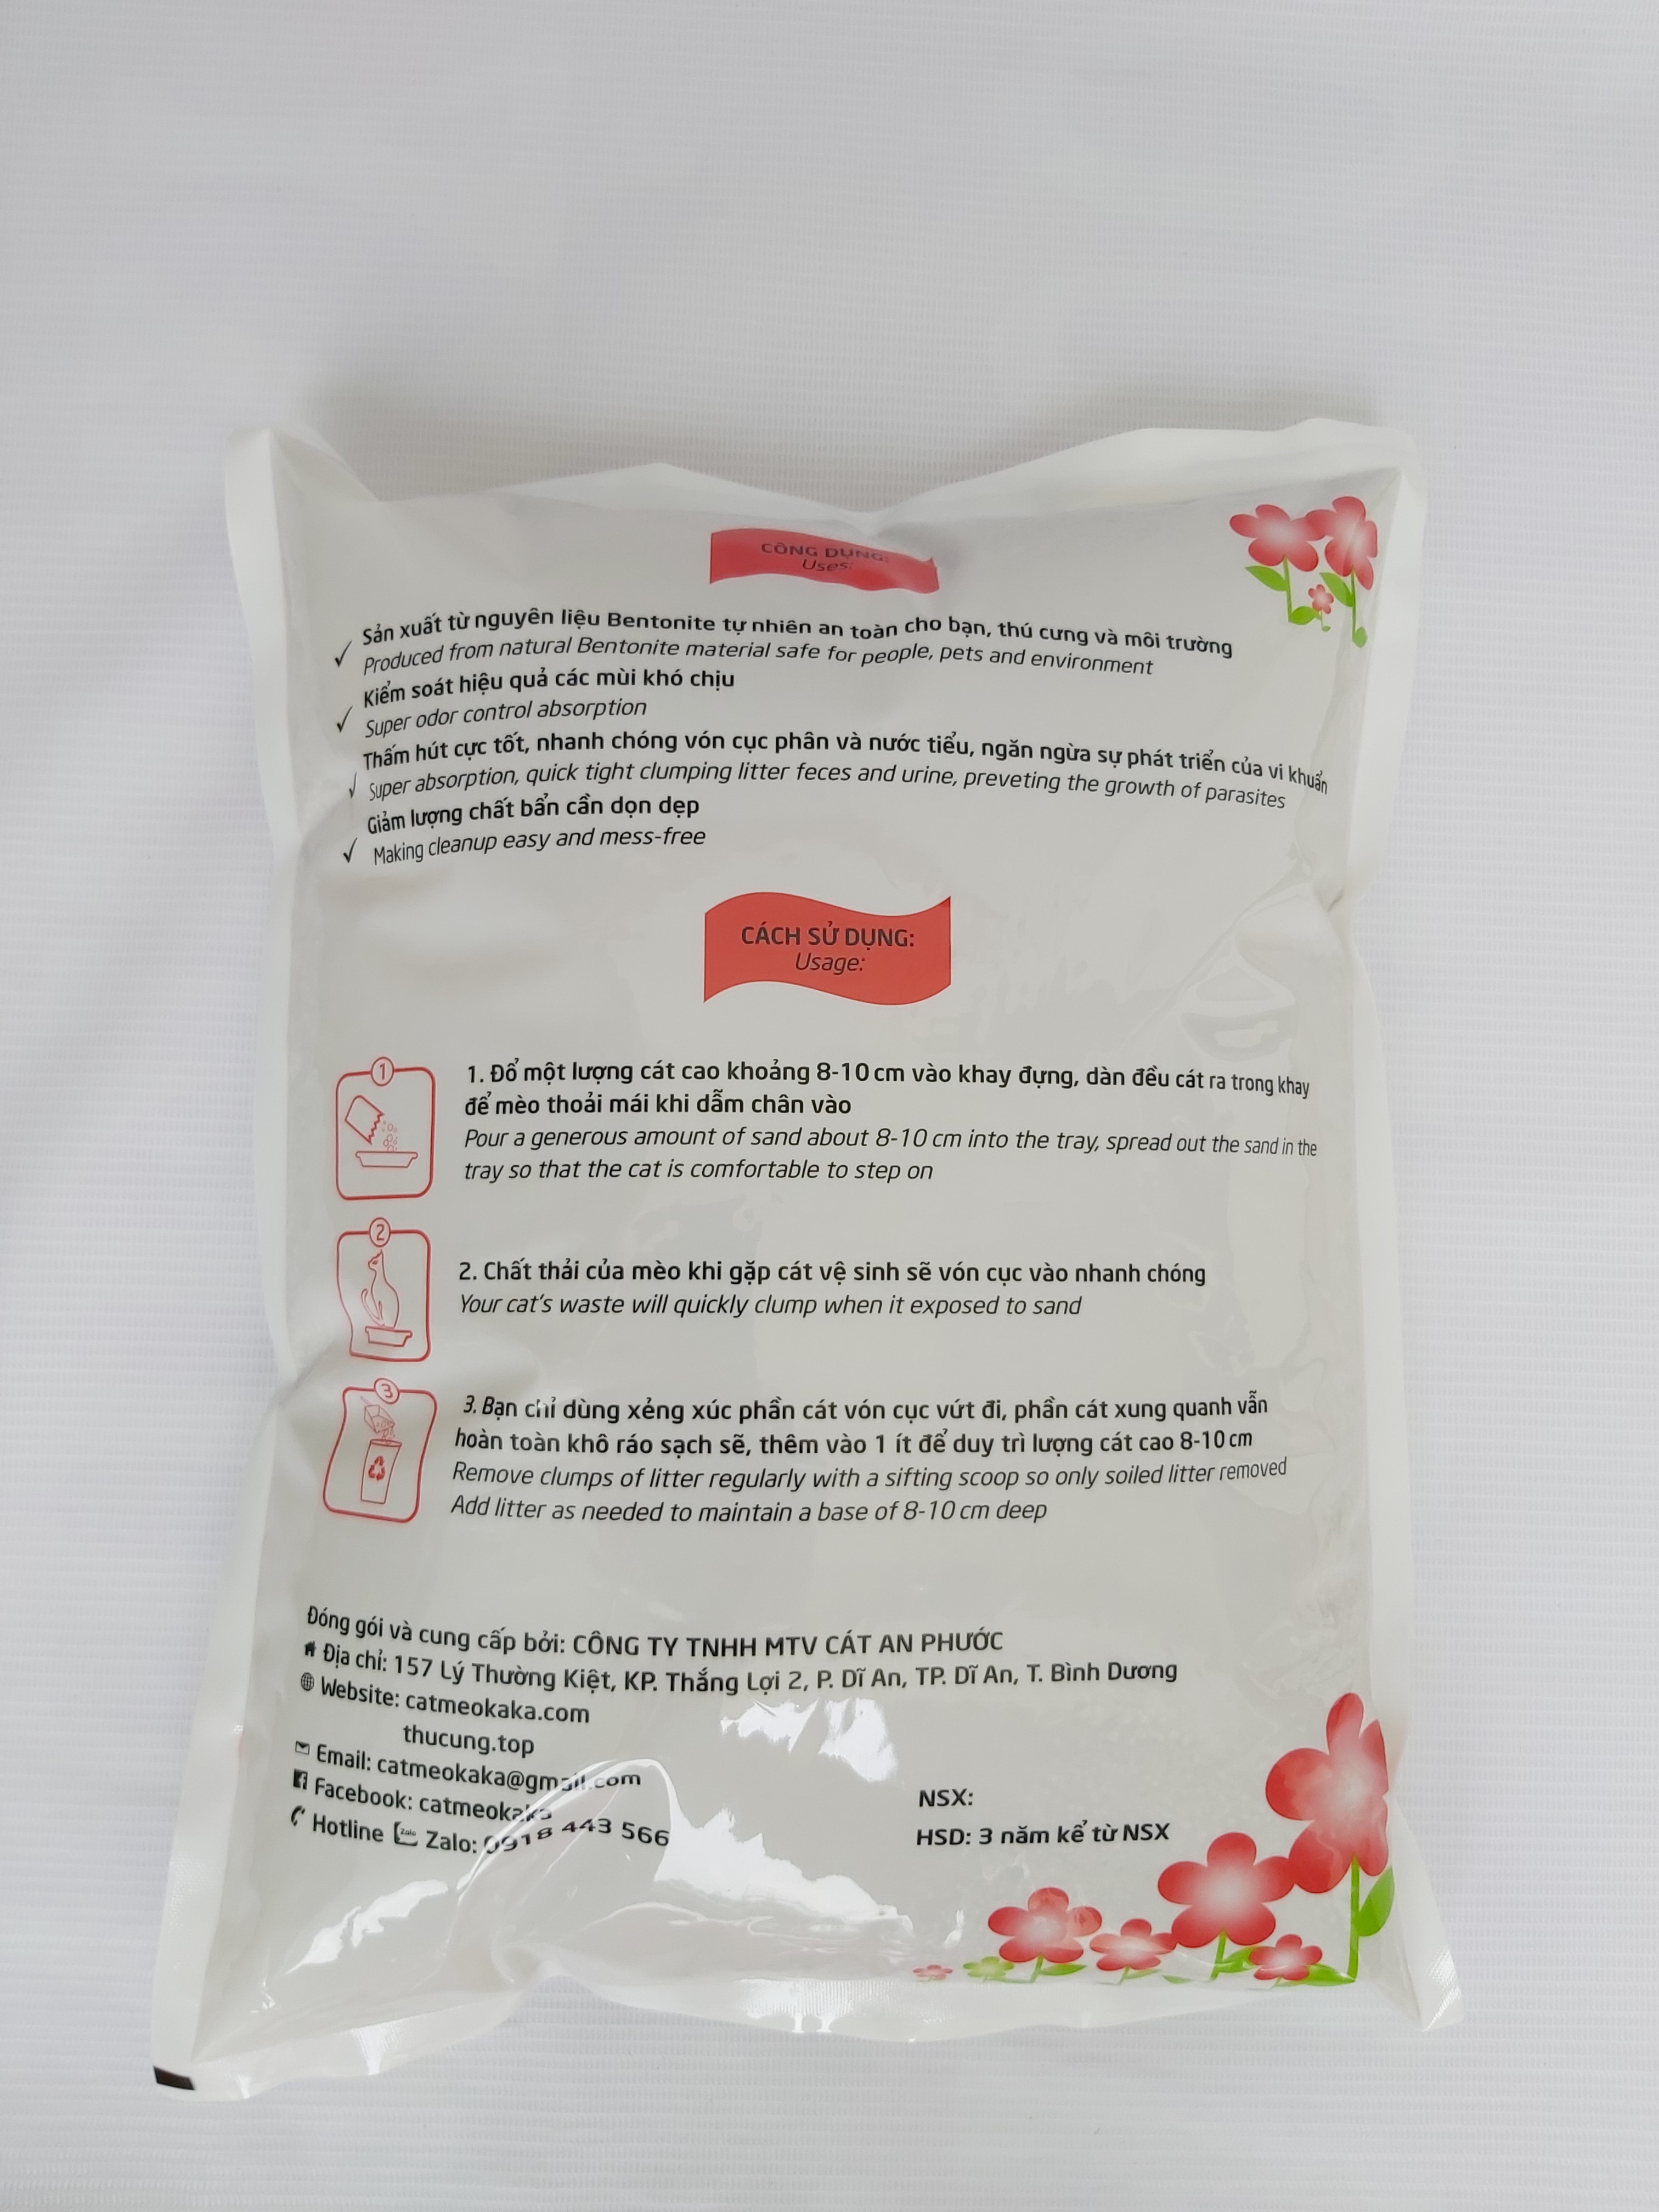 CÔNG DỤNG:
Uses:
✓ Sản xuất từ nguyên liệu Bentonite tự nhiên an toàn cho bạn, thú cưng và môi trường
Produced from natural Bentonite material safe for people, pets and environment
✓ Kiểm soát hiệu quả các mùi khó chịu
Super odor control absorption
✓ Thấm hút cực tốt, nhanh chóng vón cục phân và nước tiểu, ngăn ngừa sự phát triển của vi khuẩn
Super absorption, quick tight clumping litter feces and urine, preveting the growth of parasites
✓ Giảm lượng chất bẩn cần dọn dẹp
Making cleanup easy and mess-free
CÁCH SỬ DỤNG:
Usage:
1
1. Đổ một lượng cát cao khoảng 8-10 cm vào khay đựng, dàn đều cát ra trong khay
để mèo thoải mái khi dẫm chân vào
Pour a generous amount of sand about 8-10 cm into the tray, spread out the sand in the
tray so that the cat is comfortable to step on
2
2. Chất thải của mèo khi gặp cát vệ sinh sẽ vón cục vào nhanh chóng
Your cat's waste will quickly clump when it exposed to sand
3
3. Bạn chỉ dùng xẻng xúc phần cát vón cục vứt đi, phần cát xung quanh vẫn
hoàn toàn khô ráo sạch sẽ, thêm vào 1 ít để duy trì lượng cát cao 8-10 cm
Remove clumps of litter regularly with a sifting scoop so only soiled litter removed
Add litter as needed to maintain a base of 8-10 cm deep
Đóng gói và cung cấp bởi: CÔNG TY TNHH MTV CÁT AN PHƯỚC
Địa chỉ: 157 Lý Thường Kiệt, KP. Thắng Lợi 2, P. Dĩ An, TP. Dĩ An, T. Bình Dương
Website: catmeokaka.com
thucung.top
Email: catmeokaka@gmail.com
Facebook: catmeokaka
Hotline Zalo Zalo: 0918 443 566
NSX:
HSD: 3 năm kể từ NSX